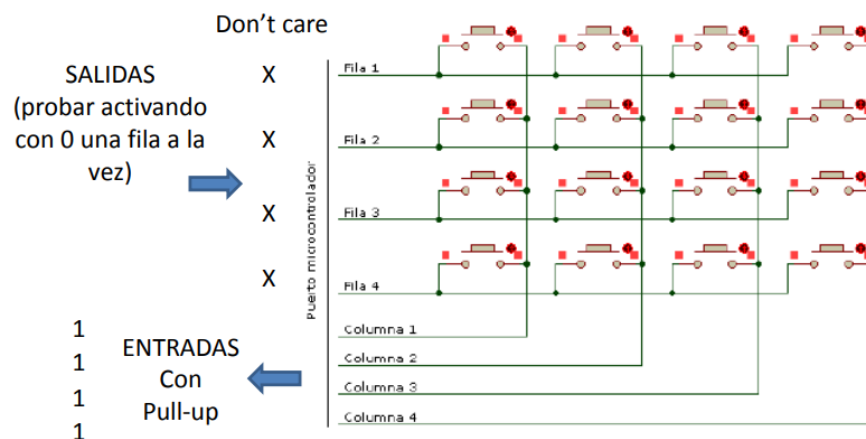 Don't care
SALIDAS
(probar activando
con 0 una fila a la
vez)
X
X
X
X
Puerto microcontrolador
Fila 1
Fila 2
Fila 3
Fila 4
Columna 1
Columna 2
Columna 3
Columna 4
1
1
1
1
ENTRADAS
Con
Pull-up